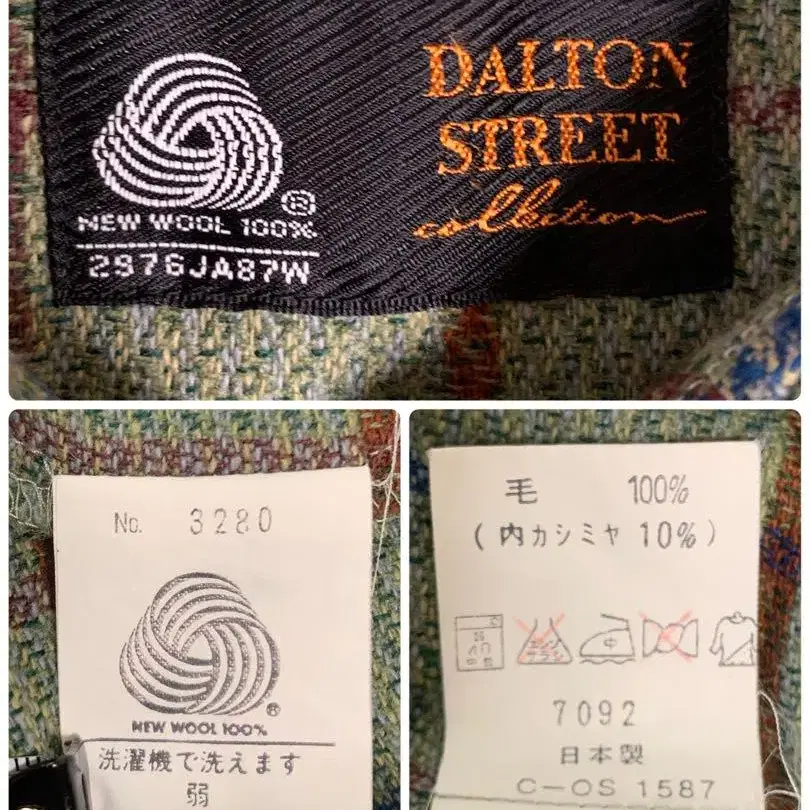 DALTON
STREET
collection
®
NEW WOOL 100%
2976JA87W
No. 3280
®
NEW WOOL 100%
洗濯機で洗えます
弱
毛 100%
(内カシミヤ 10%)
中
7092
日本製
C-OS 1587